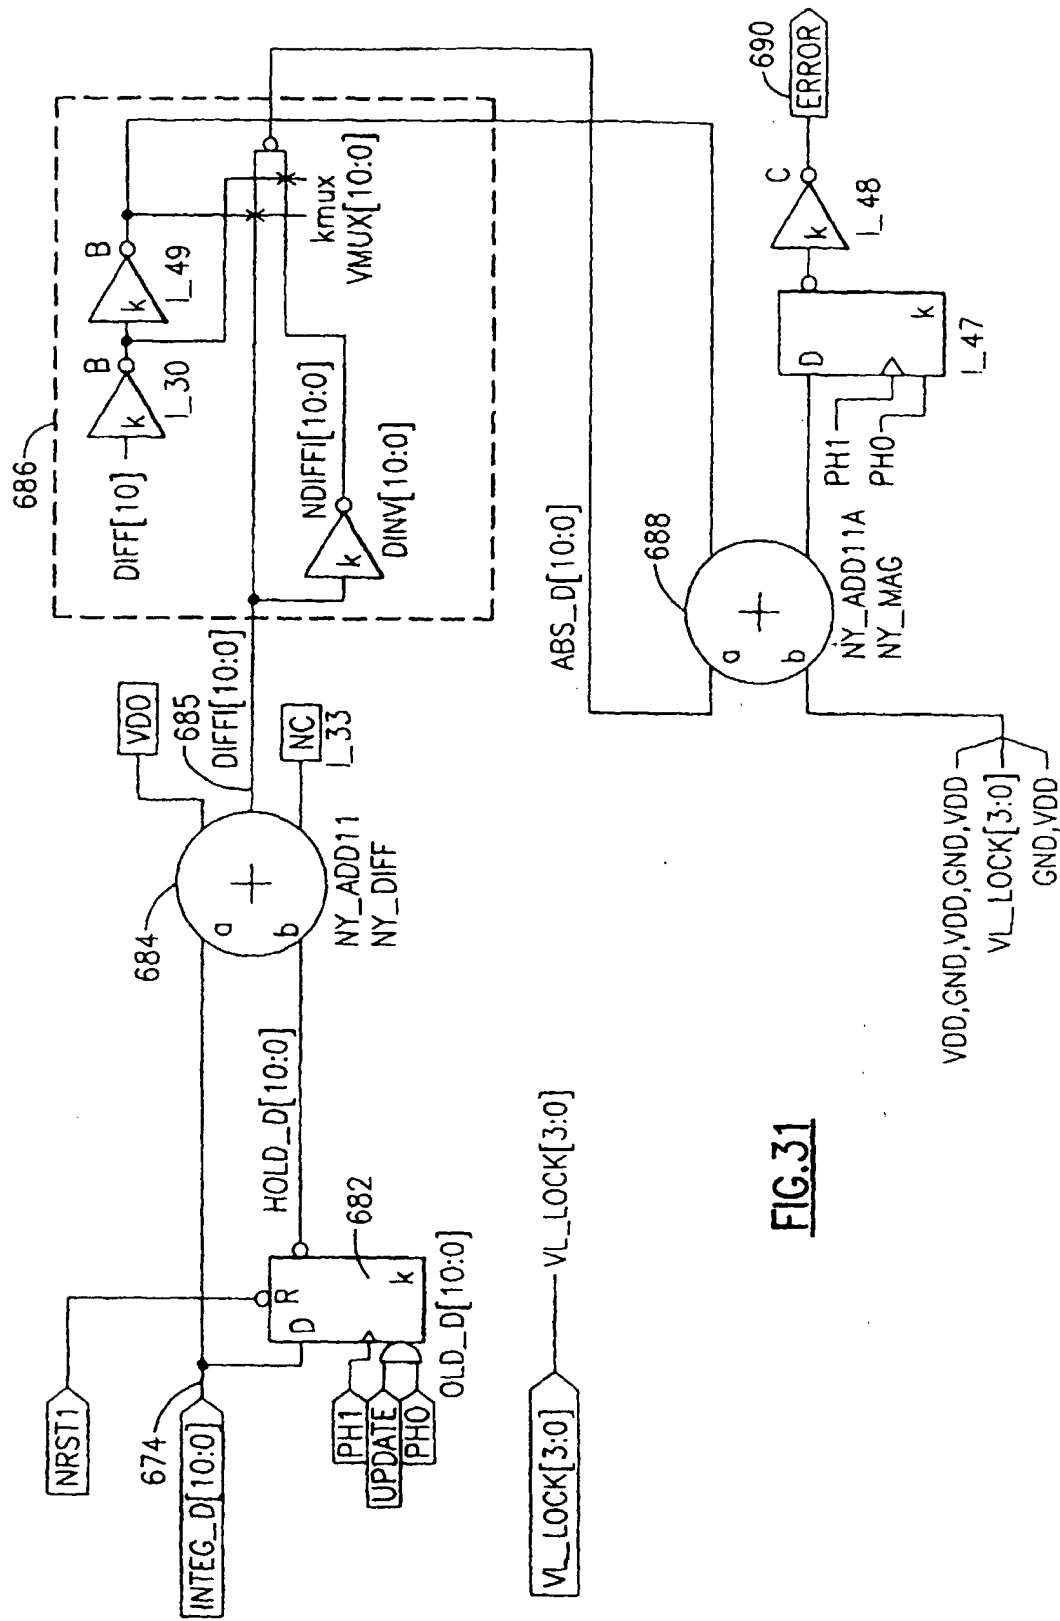 686
DIFF[10]
k
B
I_30
k
B
I_49
kmux
VMUX[10:0]
NDIFFI[10:0]
k
DINV[10:0]
NRST1
674
INTEG_D[10:0]
D
R
682
k
PH1
UPDATE
PH0
OLD_D[10:0]
HOLD_D[10:0]
684
a
b
+
NY_ADD11
NY_DIFF
VDD
685
DIFFI[10:0]
NC
I_33
ABS_D[10:0]
688
a
b
+
NY_ADD11A
NY_MAG
PH1
PH0
D
k
I_47
k
C
I_48
690
ERROR
VL_LOCK[3:0]
VL_LOCK[3:0]
VDD,GND,VDD,GND,VDD
VL_LOCK[3:0]
GND,VDD
FIG.31